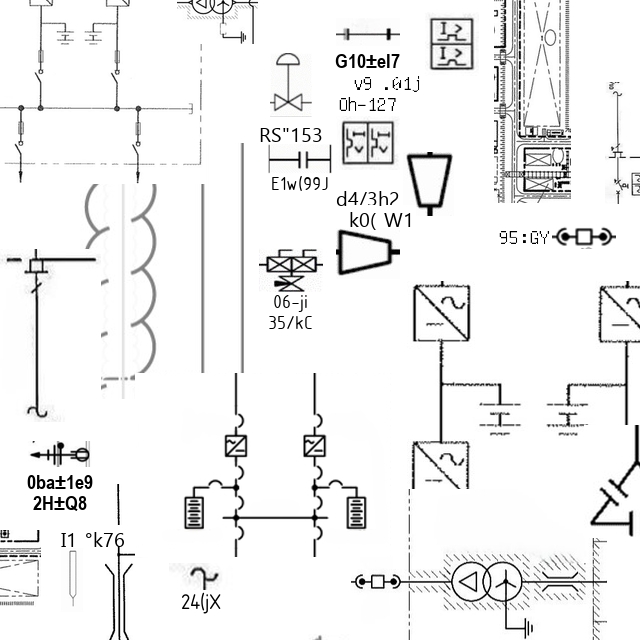 G10±el7
v9 .01j
0h-127
RS"153
E1w(99J
d4/3h2
k0( W1
95:GY
06-ji
35/kC
0ba±1e9
2H±Q8
I1 °k76
24(jX